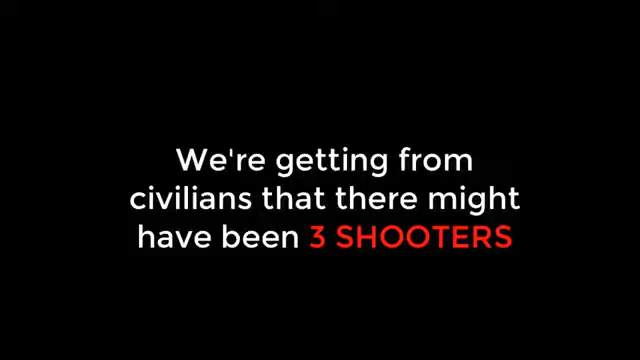 We're getting from
civilians that there might
have been 3 SHOOTERS